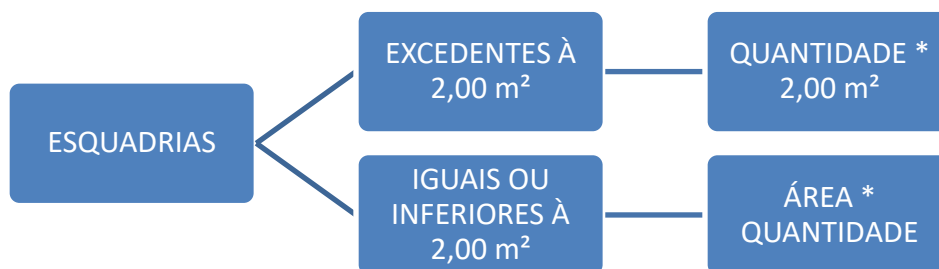 ESQUADRIAS
EXCEDENTES À
2,00 m²
QUANTIDADE *
2,00 m²
IGUAIS OU
INFERIORES À
2,00 m²
ÁREA *
QUANTIDADE